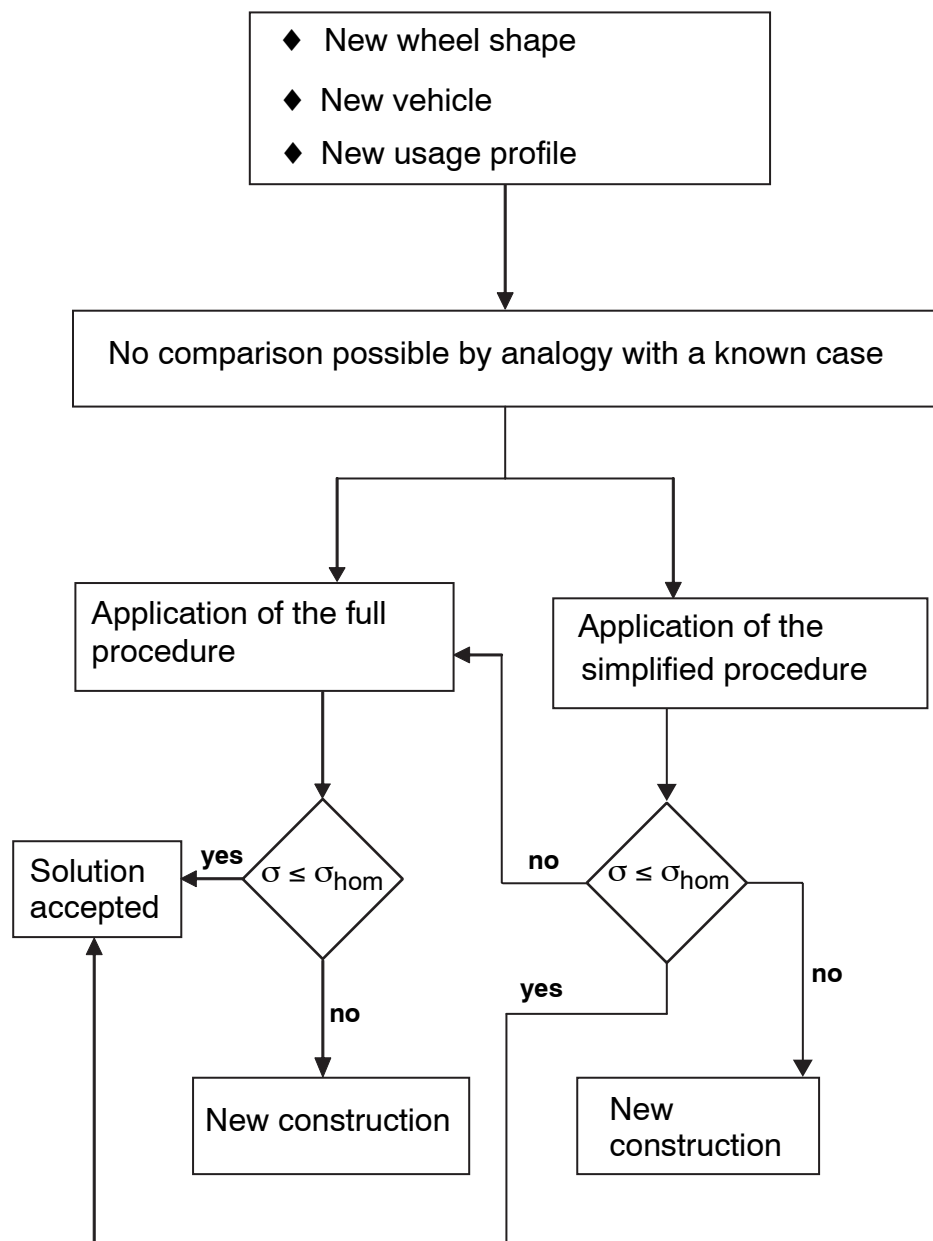 ♦ New wheel shape
♦ New vehicle
♦ New usage profile
No comparison possible by analogy with a known case
Application of the full
procedure
Application of the
simplified procedure
Solution
accepted
yes
σ ≤ σhom
no
σ ≤ σhom
no
yes
no
New construction
New
construction